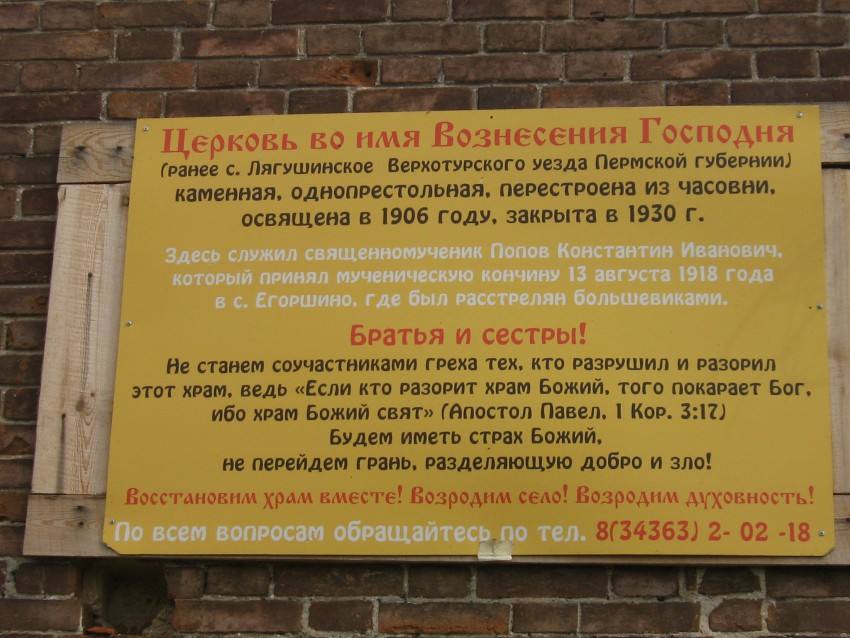 Церковь во имя Вознесения Господня
(ранее с. Лягушинское Верхотурского уезда Пермской губернии)
каменная, однопрестольная, перестроена из часовни,
освящена в 1906 году, закрыта в 1930 г.
Здесь служил священномученик Попов Константин Иванович,
который принял мученическую кончину 13 августа 1918 года
в с. Егоршино, где был расстрелян большевиками.
Братья и сестры!
Не станем соучастниками греха тех, кто разрушил и разорил
этот храм, ведь «Если кто разорит храм Божий, того покарает Бог,
ибо храм Божий свят» (Апостол Павел, 1 Кор. 3:17)
Будем иметь страх Божий,
не перейдем грань, разделяющую добро и зло!
Восстановим храм вместе! Возродим село! Возродим духовность!
По всем вопросам обращайтесь по тел. 8(34363) 2- 02 -18